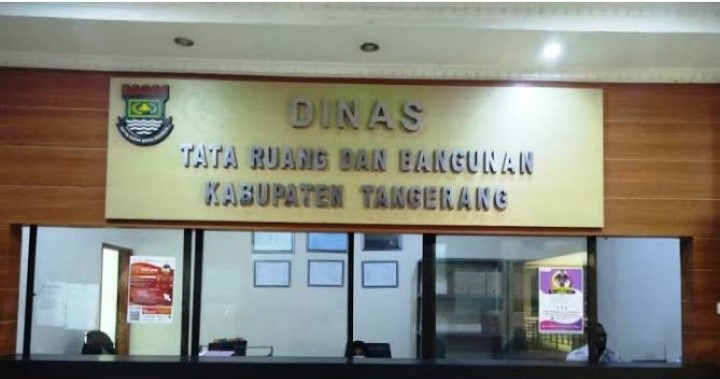 DINAS
TATA RUANG DAN BANGUNAN
KABUPATEN TANGERANG